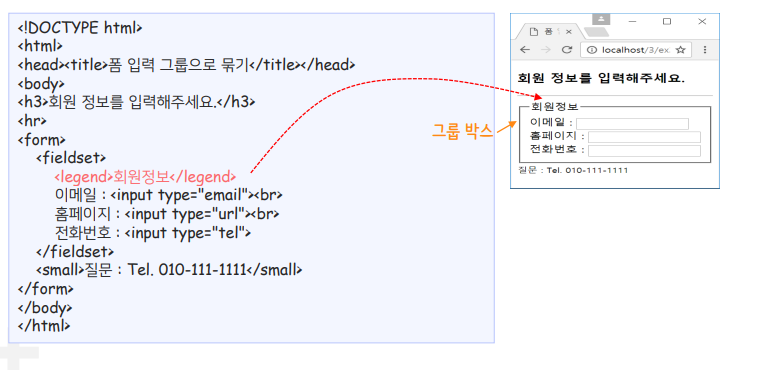 <!DOCTYPE html>
<html>
<head><title>폼 입력 그룹으로 묶기</title></head>
<body>
<h3>회원 정보를 입력해주세요.</h3>
<hr>
<form>
<fieldset>
<legend>회원정보</legend>
이메일 : <input type="email"><br>
홈페이지 : <input type="url"><br>
전화번호 : <input type="tel">
</fieldset>
<small>질문 : Tel. 010-111-1111</small>
</form>
</body>
</html>
그룹 박스
폼
localhost/3/ex
회원 정보를 입력해주세요.
회원정보
이메일 :
홈페이지 :
전화번호 :
질문 : Tel. 010-111-1111